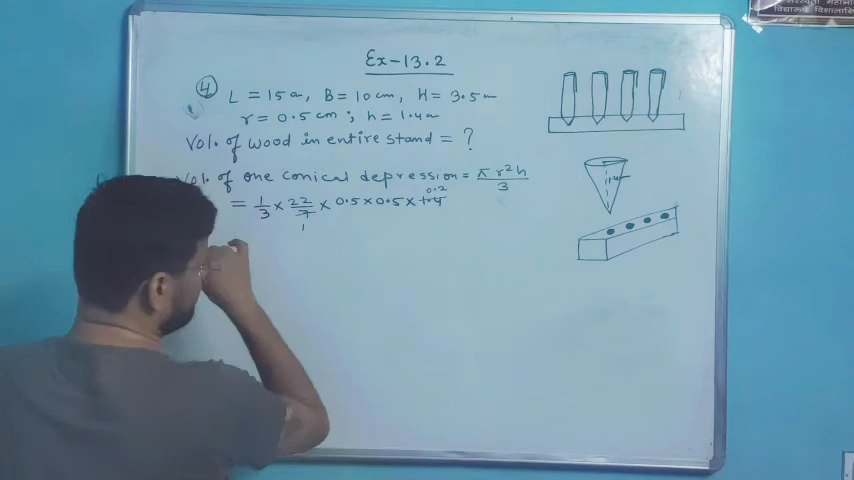 Ex-13.2
4 L = 15 cm, B = 10 cm, H = 3.5 cm
r = 0.5 cm ; h = 1.4 cm
Vol. of wood in entire stand = ?
Vol. of one conical depression = πr²h/3
= 1/3 × 22/7 × 0.5 × 0.5 × 1.4
0.2
1
विद्यालय विशालाक्षि